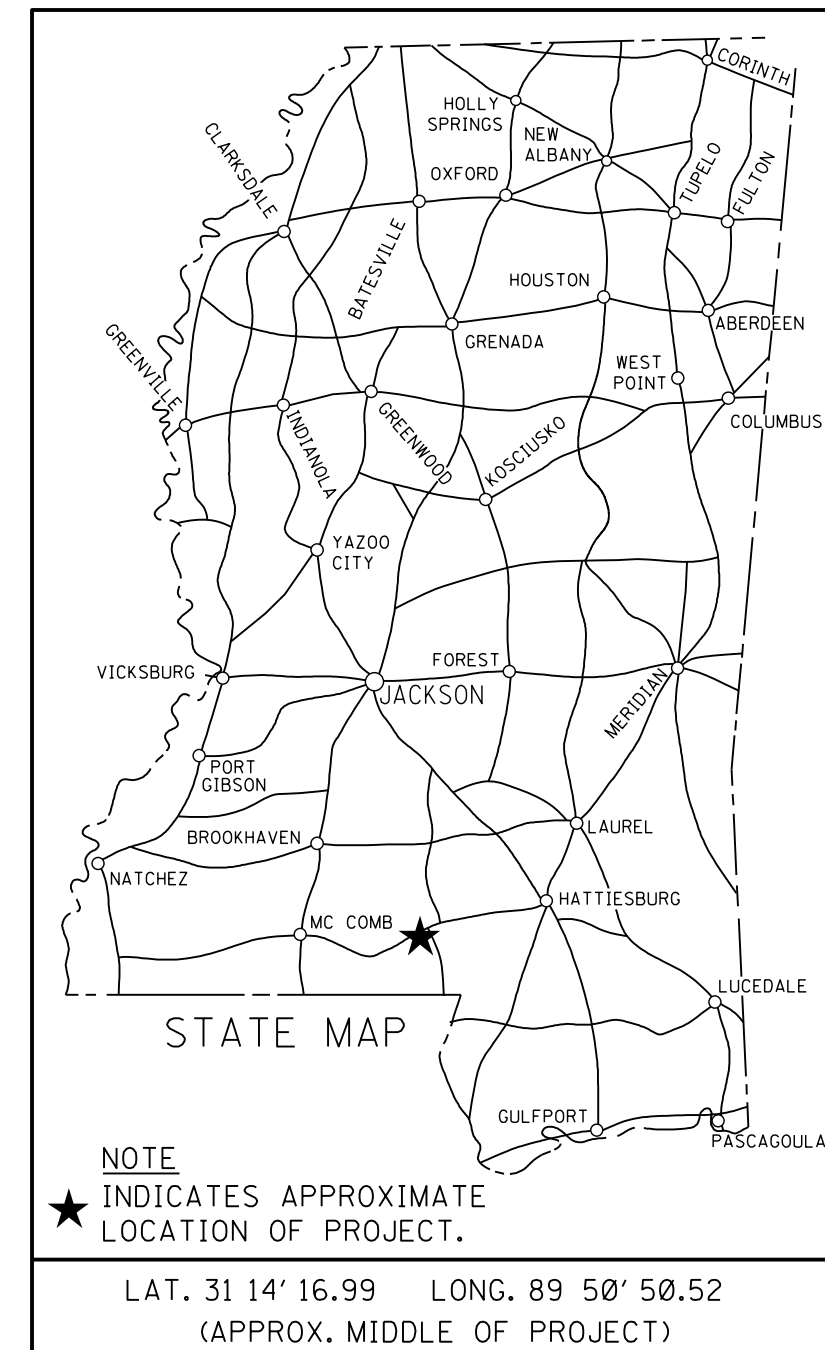 CORINTH
HOLLY
SPRINGS
NEW
ALBANY
CLARKSDALE
OXFORD
TUPELO
FULTON
BATESVILLE
HOUSTON
ABERDEEN
GRENADA
GREENVILLE
WEST
POINT
COLUMBUS
INDIANOLA
GREENWOOD
KOSCIUSKO
YAZOO
CITY
VICKSBURG
FOREST
JACKSON
MERIDIAN
PORT
GIBSON
BROOKHAVEN
LAUREL
NATCHEZ
HATTIESBURG
MC COMB
LUCEDALE
STATE MAP
GULFPORT
PASCAGOULA
NOTE
INDICATES APPROXIMATE
LOCATION OF PROJECT.
LAT. 31 14' 16.99 LONG. 89 50' 50.52
(APPROX. MIDDLE OF PROJECT)